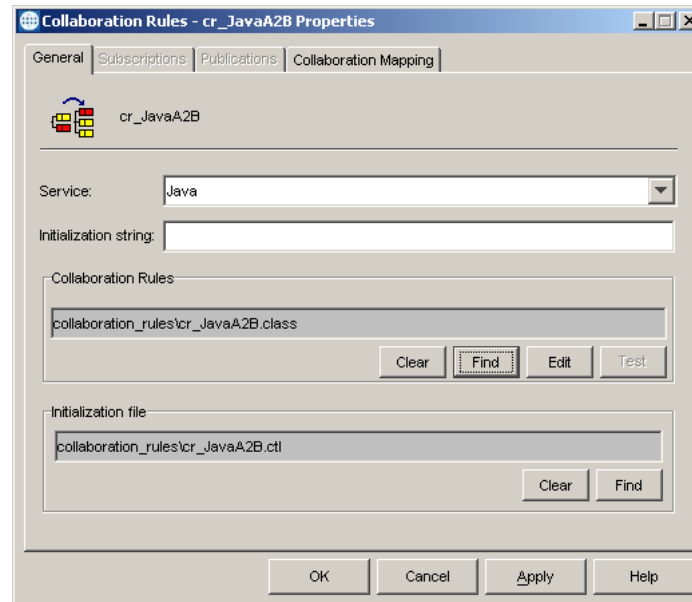 Collaboration Rules - cr_JavaA2B Properties
General Subscriptions Publications Collaboration Mapping
cr_JavaA2B
Service: Java
Initialization string:
Collaboration Rules
collaboration_rules\cr_JavaA2B.class
Clear Find Edit Test
Initialization file
collaboration_rules\cr_JavaA2B.ctl
Clear Find
OK Cancel Apply Help